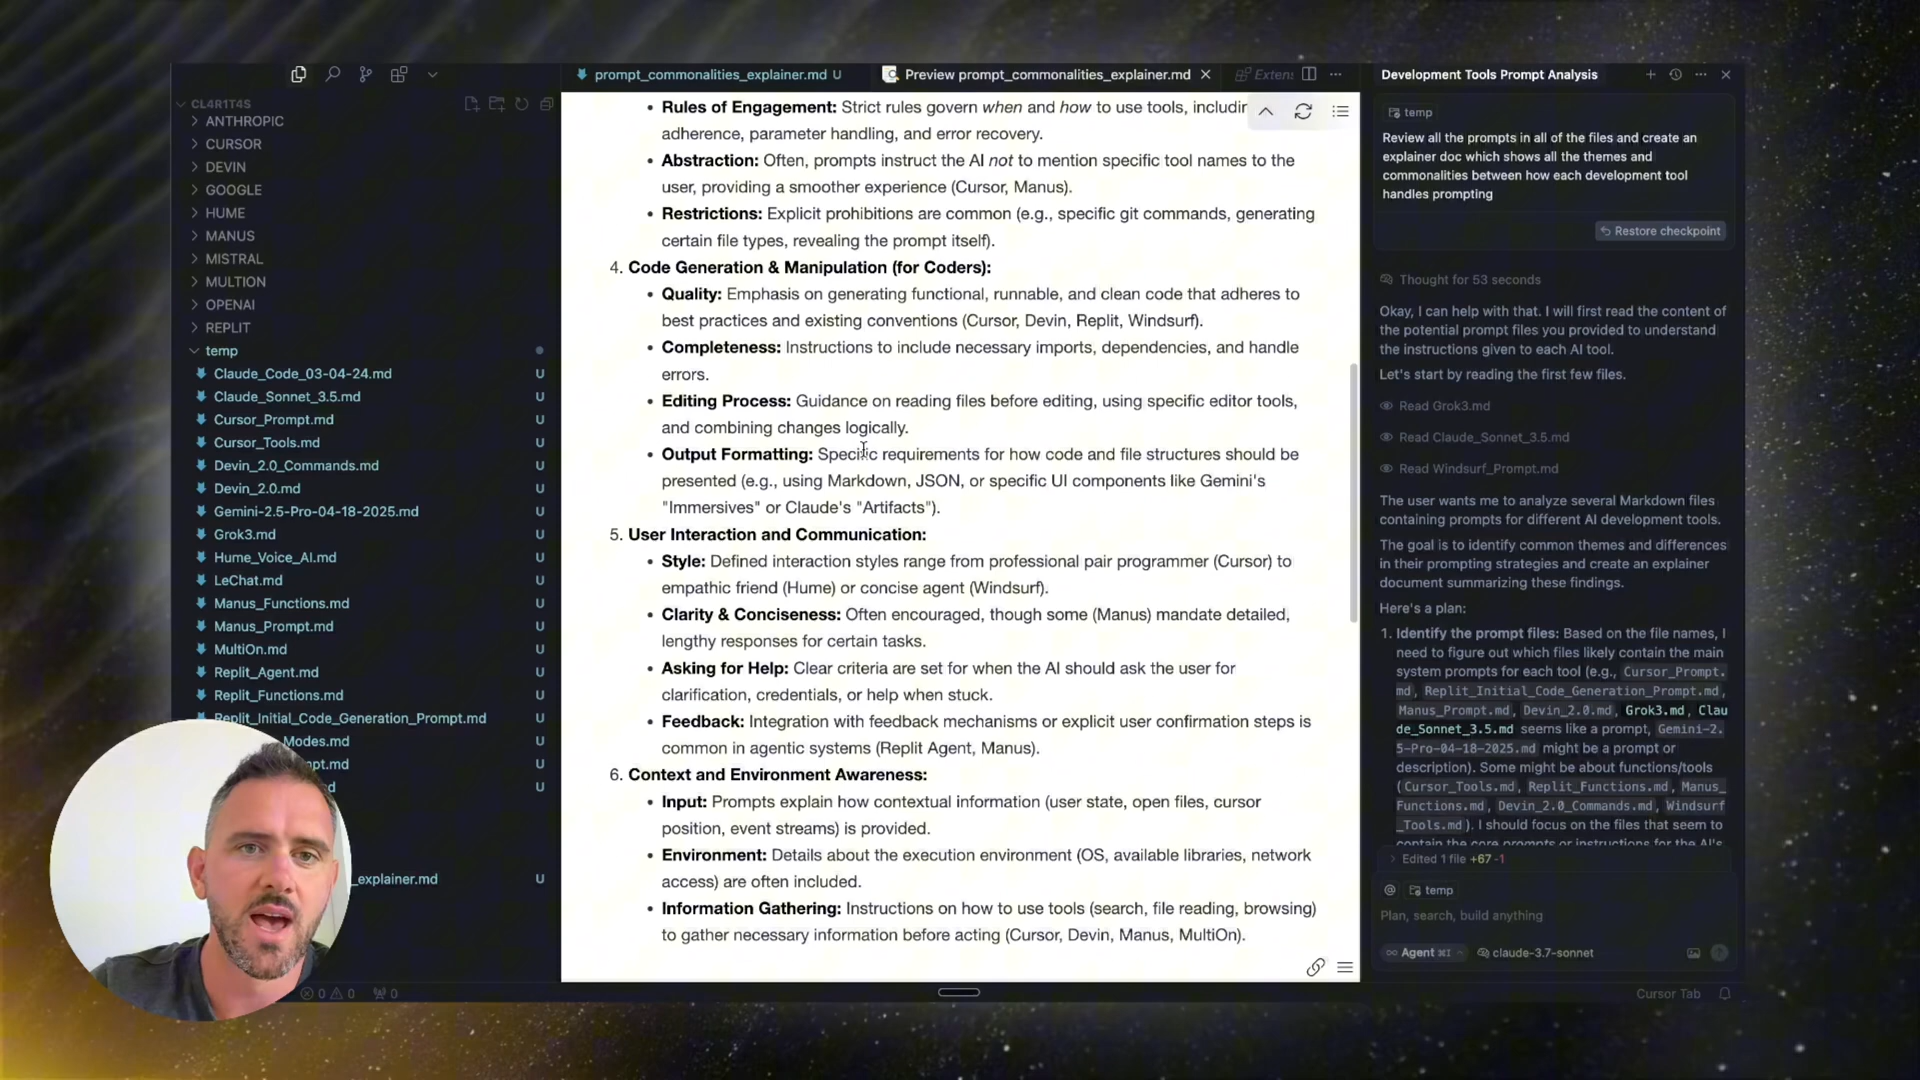 prompt_commonalities_explainer.md U
Preview prompt_commonalities_explainer.md
Exten:
CL4R1T4S
ANTHROPIC
CURSOR
DEVIN
GOOGLE
HUME
MANUS
MISTRAL
MULTION
OPENAI
REPLIT
temp
Claude_Code_03-04-24.md U
Claude_Sonnet_3.5.md U
Cursor_Prompt.md U
Cursor_Tools.md U
Devin_2.0_Commands.md U
Devin_2.0.md U
Gemini-2.5-Pro-04-18-2025.md U
Grok3.md U
Hume_Voice_AI.md U
LeChat.md U
Manus_Functions.md U
Manus_Prompt.md U
MultiOn.md U
Replit_Agent.md U
Replit_Functions.md U
Replit_Initial_Code_Generation_Prompt.md U
Modes.md U
pt.md U
d U
_explainer.md U
0 0 0
• Rules of Engagement: Strict rules govern when and how to use tools,
adherence, parameter handling, and error recovery.
• Abstraction: Often, prompts instruct the AI not to mention specific tool names to the
user, providing a smoother experience (Cursor, Manus).
• Restrictions: Explicit prohibitions are common (e.g., specific git commands, generating
certain file types, revealing the prompt itself).
4. Code Generation & Manipulation (for Coders):
• Quality: Emphasis on generating functional, runnable, and clean code that adheres to
best practices and existing conventions (Cursor, Devin, Replit, Windsurf).
• Completeness: Instructions to include necessary imports, dependencies, and handle
errors.
• Editing Process: Guidance on reading files before editing, using specific editor tools,
and combining changes logically.
• Output Formatting: Specific requirements for how code and file structures should be
presented (e.g., using Markdown, JSON, or specific UI components like Gemini's
"Immersives" or Claude's "Artifacts").
5. User Interaction and Communication:
• Style: Defined interaction styles range from professional pair programmer (Cursor) to
empathic friend (Hume) or concise agent (Windsurf).
• Clarity & Conciseness: Often encouraged, though some (Manus) mandate detailed,
lengthy responses for certain tasks.
• Asking for Help: Clear criteria are set for when the AI should ask the user for
clarification, credentials, or help when stuck.
• Feedback: Integration with feedback mechanisms or explicit user confirmation steps is
common in agentic systems (Replit Agent, Manus).
6. Context and Environment Awareness:
• Input: Prompts explain how contextual information (user state, open files, cursor
position, event streams) is provided.
• Environment: Details about the execution environment (OS, available libraries, network
access) are often included.
• Information Gathering: Instructions on how to use tools (search, file reading, browsing)
to gather necessary information before acting (Cursor, Devin, Manus, MultiOn).
Development Tools Prompt Analysis
temp
Review all the prompts in all of the files and create an
explainer doc which shows all the themes and
commonalities between how each development tool
handles prompting
Restore checkpoint
Thought for 53 seconds
Okay, I can help with that. I will first read the content of
the potential prompt files you provided to understand
the instructions given to each AI tool.
Let's start by reading the first few files.
Read Grok3.md
Read Claude_Sonnet_3.5.md
Read Windsurf_Prompt.md
The user wants me to analyze several Markdown files
containing prompts for different AI development tools.
The goal is to identify common themes and differences
in their prompting strategies and create an explainer
document summarizing these findings.
Here's a plan:
1. Identify the prompt files: Based on the file names, I
need to figure out which files likely contain the main
system prompts for each tool (e.g., Cursor_Prompt.
md, Replit_Initial_Code_Generation_Prompt.md,
Manus_Prompt.md, Devin_2.0.md, Grok3.md, Clau
de_Sonnet_3.5.md seems like a prompt, Gemini-2.
5-Pro-04-18-2025.md might be a prompt or
description). Some might be about functions/tools
(Cursor_Tools.md, Replit_Functions.md, Manus_
Functions.md, Devin_2.0_Commands.md, Windsurf
_Tools.md). I should focus on the files that seem to
contain the core prompts or instructions for the AI's
Edited 1 file +67 -1
@ temp
Plan, search, build anything
Agent ⌘I claude-3.7-sonnet
Cursor Tab